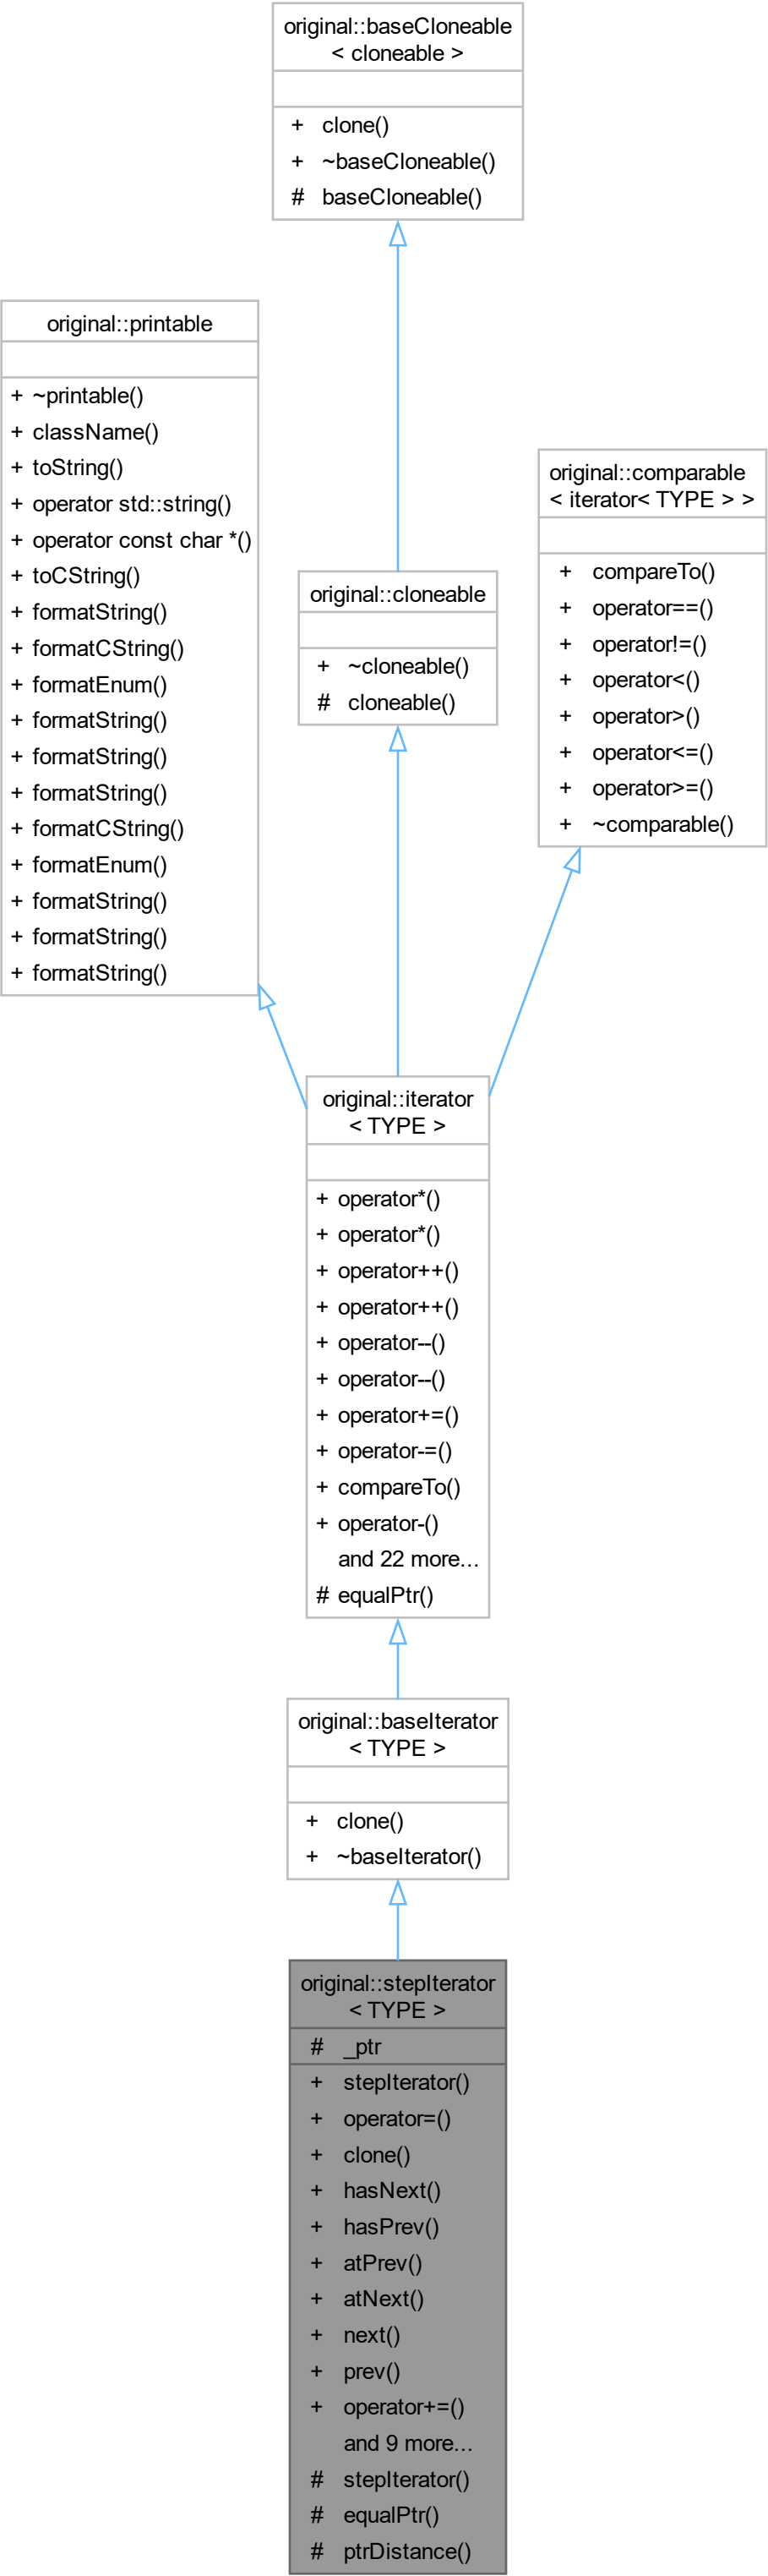 original::baseCloneable
< cloneable >
+ clone()
+ ~baseCloneable()
# baseCloneable()
original::printable
+ ~printable()
+ className()
+ toString()
+ operator std::string()
+ operator const char *()
+ toCString()
+ formatString()
+ formatCString()
+ formatEnum()
+ formatString()
+ formatString()
+ formatString()
+ formatCString()
+ formatEnum()
+ formatString()
+ formatString()
+ formatString()
original::cloneable
+ ~cloneable()
# cloneable()
original::comparable
< iterator< TYPE > >
+ compareTo()
+ operator==()
+ operator!=()
+ operator<()
+ operator>()
+ operator<=()
+ operator>=()
+ ~comparable()
original::iterator
< TYPE >
+ operator*()
+ operator*()
+ operator++()
+ operator++()
+ operator--()
+ operator--()
+ operator+=()
+ operator-=()
+ compareTo()
+ operator-()
and 22 more...
# equalPtr()
original::baseIterator
< TYPE >
+ clone()
+ ~baseIterator()
original::stepIterator
< TYPE >
# _ptr
+ stepIterator()
+ operator=()
+ clone()
+ hasNext()
+ hasPrev()
+ atPrev()
+ atNext()
+ next()
+ prev()
+ operator+=()
and 9 more...
# stepIterator()
# equalPtr()
# ptrDistance()